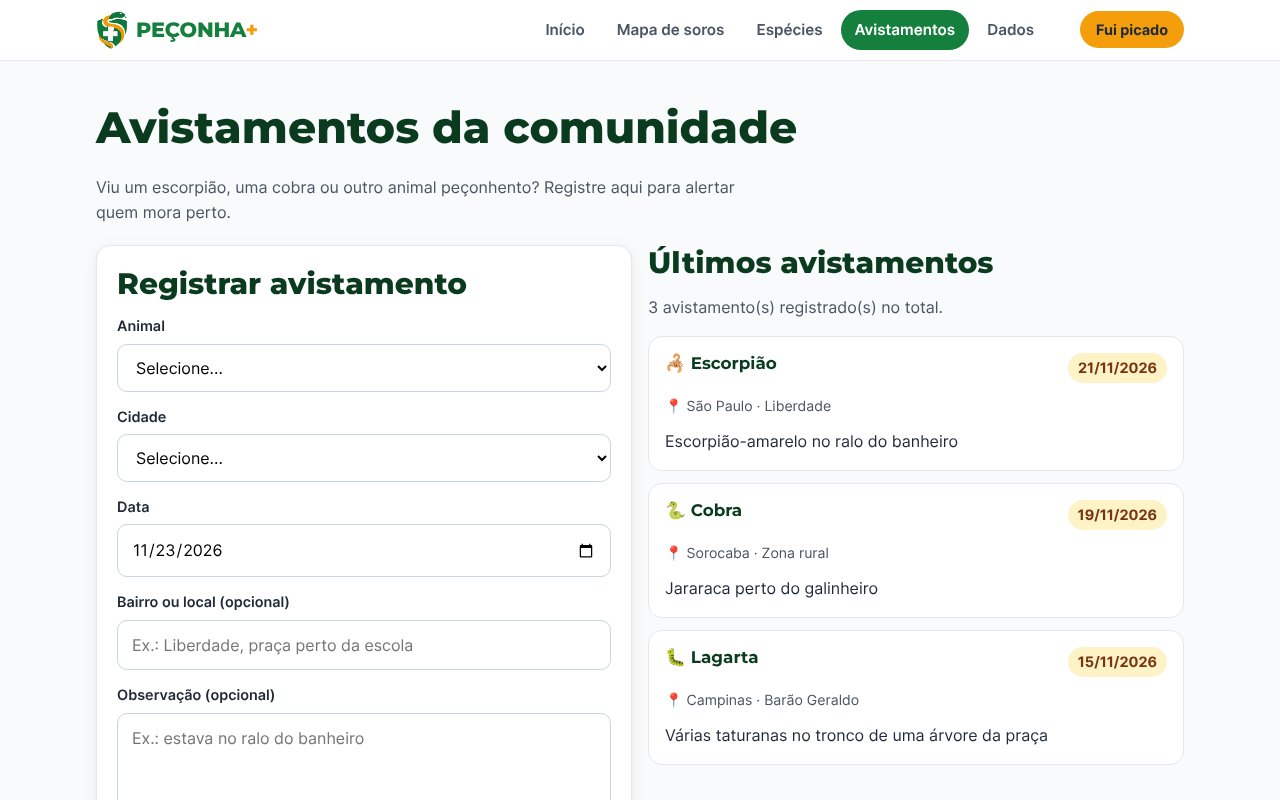 PEÇONHA+
Início
Mapa de soros
Espécies
Avistamentos
Dados
Fui picado
Avistamentos da comunidade
Viu um escorpião, uma cobra ou outro animal peçonhento? Registre aqui para alertar
quem mora perto.
Registrar avistamento
Animal
Selecione...
Cidade
Selecione...
Data
11/23/2026
Bairro ou local (opcional)
Ex.: Liberdade, praça perto da escola
Observação (opcional)
Ex.: estava no ralo do banheiro
Últimos avistamentos
3 avistamento(s) registrado(s) no total.
Escorpião
21/11/2026
São Paulo · Liberdade
Escorpião-amarelo no ralo do banheiro
Cobra
19/11/2026
Sorocaba · Zona rural
Jararaca perto do galinheiro
Lagarta
15/11/2026
Campinas · Barão Geraldo
Várias taturanas no tronco de uma árvore da praça